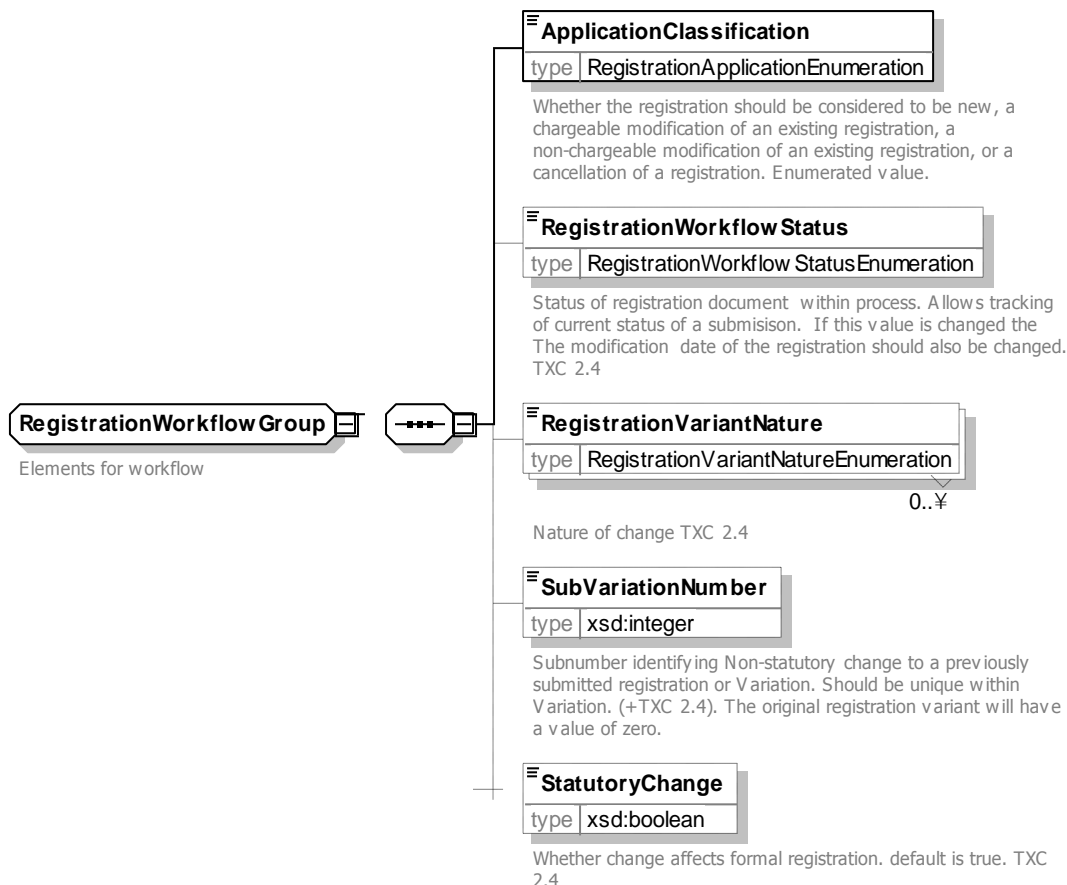 ApplicationClassification
type RegistrationApplicationEnumeration
Whether the registration should be considered to be new, a
chargeable modification of an existing registration, a
non-chargeable modification of an existing registration, or a
cancellation of a registration. Enumerated value.
RegistrationWorkflowStatus
type RegistrationWorkflowStatusEnumeration
Status of registration document within process. Allows tracking
of current status of a submisison. If this value is changed the
The modification date of the registration should also be changed.
TXC 2.4
RegistrationWorkflowGroup
Elements for workflow
RegistrationVariantNature
type RegistrationVariantNatureEnumeration
0..¥
Nature of change TXC 2.4
SubVariationNumber
type xsd:integer
Subnumber identifying Non-statutory change to a previously
submitted registration or Variation. Should be unique within
Variation. (+TXC 2.4). The original registration variant will have
a value of zero.
StatutoryChange
type xsd:boolean
Whether change affects formal registration. default is true. TXC
2.4